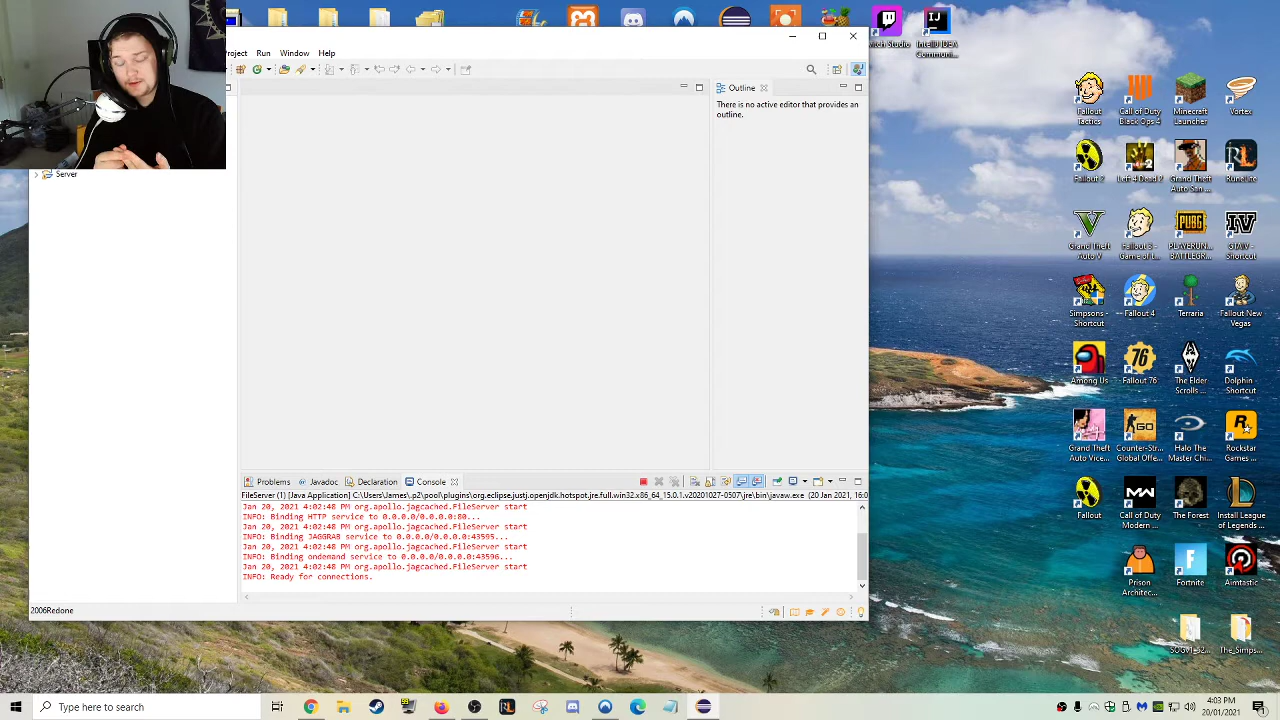 Project Run Window Help
Outline
There is no active editor that provides an
outline.
Server
Problems Javadoc Declaration Console
FileServer (1) [Java Application] C:\Users\James\.p2\pool\plugins\org.eclipse.justj.openjdk.hotspot.jre.full.win32.x86_64_15.0.1.v20201027-0507\jre\bin\javaw.exe (20 Jan 2021, 16:0
Jan 20, 2021 4:02:48 PM org.apollo.jagcached.FileServer start
INFO: Binding HTTP service to 0.0.0.0/0.0.0.0:80...
Jan 20, 2021 4:02:48 PM org.apollo.jagcached.FileServer start
INFO: Binding JAGGRAB service to 0.0.0.0/0.0.0.0:43595...
Jan 20, 2021 4:02:48 PM org.apollo.jagcached.FileServer start
INFO: Binding ondemand service to 0.0.0.0/0.0.0.0:43596...
Jan 20, 2021 4:02:48 PM org.apollo.jagcached.FileServer start
INFO: Ready for connections.
2006Redone
itch Studio
IntelliJ IDEA
Communi...
Fallout
Tactics
Call of Duty
Black Ops 4
Minecraft
Launcher
Vortex
Fallout 2
Left 4 Dead 2
Grand Theft
Auto San ...
RuneLite
Grand Theft
Auto V
Fallout 3 -
Game of t...
PLAYERUN...
BATTLEGR...
GTAIV -
Shortcut
Simpsons -
Shortcut
Fallout 4
Terraria
Fallout New
Vegas
Among Us
Fallout 76
The Elder
Scrolls ...
Dolphin -
Shortcut
Grand Theft
Auto Vice...
Counter-Str...
Global Offe...
Halo The
Master Chi...
Rockstar
Games ...
Fallout
Call of Duty
Modern ...
The Forest
Install League
of Legends ...
Prison
Architec...
Fortnite
Aimtastic
The_Simps...
Type here to search
4:03 PM
20/01/2021